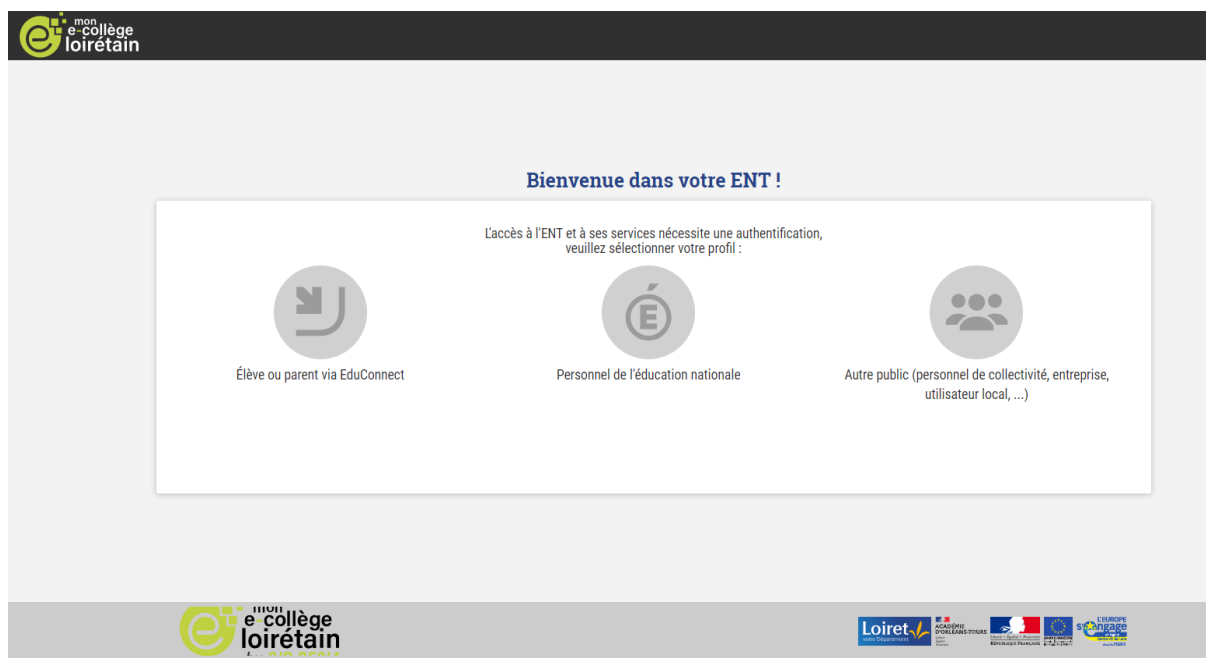 mon
e-collège
loirétain
Bienvenue dans votre ENT !
L'accès à l'ENT et à ses services nécessite une authentification,
veuillez sélectionner votre profil :
É
Élève ou parent via EduConnect
Personnel de l'éducation nationale
Autre public (personnel de collectivité, entreprise,
utilisateur local, ...)
mon
e-collège
loirétain
Loiret
votre Département
ACADÉMIE
D'ORLÉANS-TOURS
RÉPUBLIQUE FRANÇAISE
L'EUROPE
s'engage